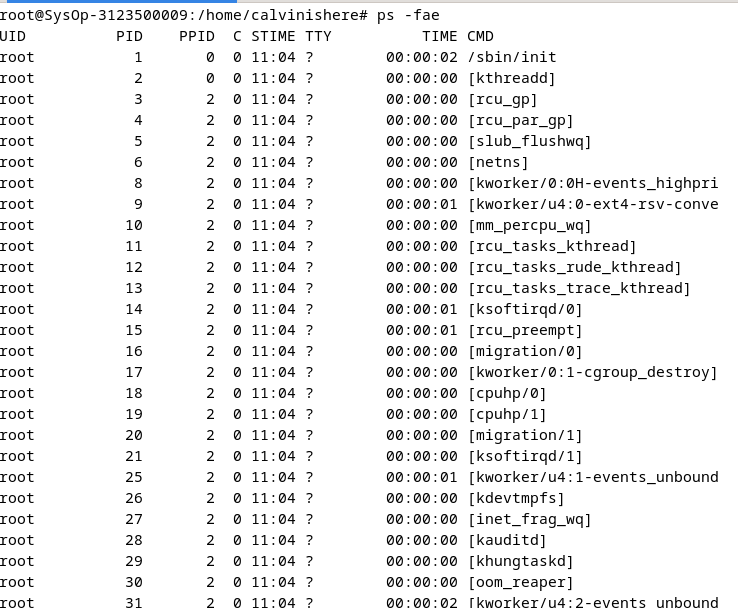 root@SysOp-3123500009:/home/calvinishere# ps -fae
UID          PID    PPID  C STIME TTY          TIME CMD
root           1       0  0 11:04 ?        00:00:02 /sbin/init
root           2       0  0 11:04 ?        00:00:00 [kthreadd]
root           3       2  0 11:04 ?        00:00:00 [rcu_gp]
root           4       2  0 11:04 ?        00:00:00 [rcu_par_gp]
root           5       2  0 11:04 ?        00:00:00 [slub_flushwq]
root           6       2  0 11:04 ?        00:00:00 [netns]
root           8       2  0 11:04 ?        00:00:00 [kworker/0:0H-events_highpri
root           9       2  0 11:04 ?        00:00:01 [kworker/u4:0-ext4-rsv-conve
root          10       2  0 11:04 ?        00:00:00 [mm_percpu_wq]
root          11       2  0 11:04 ?        00:00:00 [rcu_tasks_kthread]
root          12       2  0 11:04 ?        00:00:00 [rcu_tasks_rude_kthread]
root          13       2  0 11:04 ?        00:00:00 [rcu_tasks_trace_kthread]
root          14       2  0 11:04 ?        00:00:01 [ksoftirqd/0]
root          15       2  0 11:04 ?        00:00:01 [rcu_preempt]
root          16       2  0 11:04 ?        00:00:00 [migration/0]
root          17       2  0 11:04 ?        00:00:00 [kworker/0:1-cgroup_destroy]
root          18       2  0 11:04 ?        00:00:00 [cpuhp/0]
root          19       2  0 11:04 ?        00:00:00 [cpuhp/1]
root          20       2  0 11:04 ?        00:00:00 [migration/1]
root          21       2  0 11:04 ?        00:00:00 [ksoftirqd/1]
root          25       2  0 11:04 ?        00:00:01 [kworker/u4:1-events_unbound
root          26       2  0 11:04 ?        00:00:00 [kdevtmpfs]
root          27       2  0 11:04 ?        00:00:00 [inet_frag_wq]
root          28       2  0 11:04 ?        00:00:00 [kauditd]
root          29       2  0 11:04 ?        00:00:00 [khungtaskd]
root          30       2  0 11:04 ?        00:00:00 [oom_reaper]
root          31       2  0 11:04 ?        00:00:02 [kworker/u4:2-events_unbound